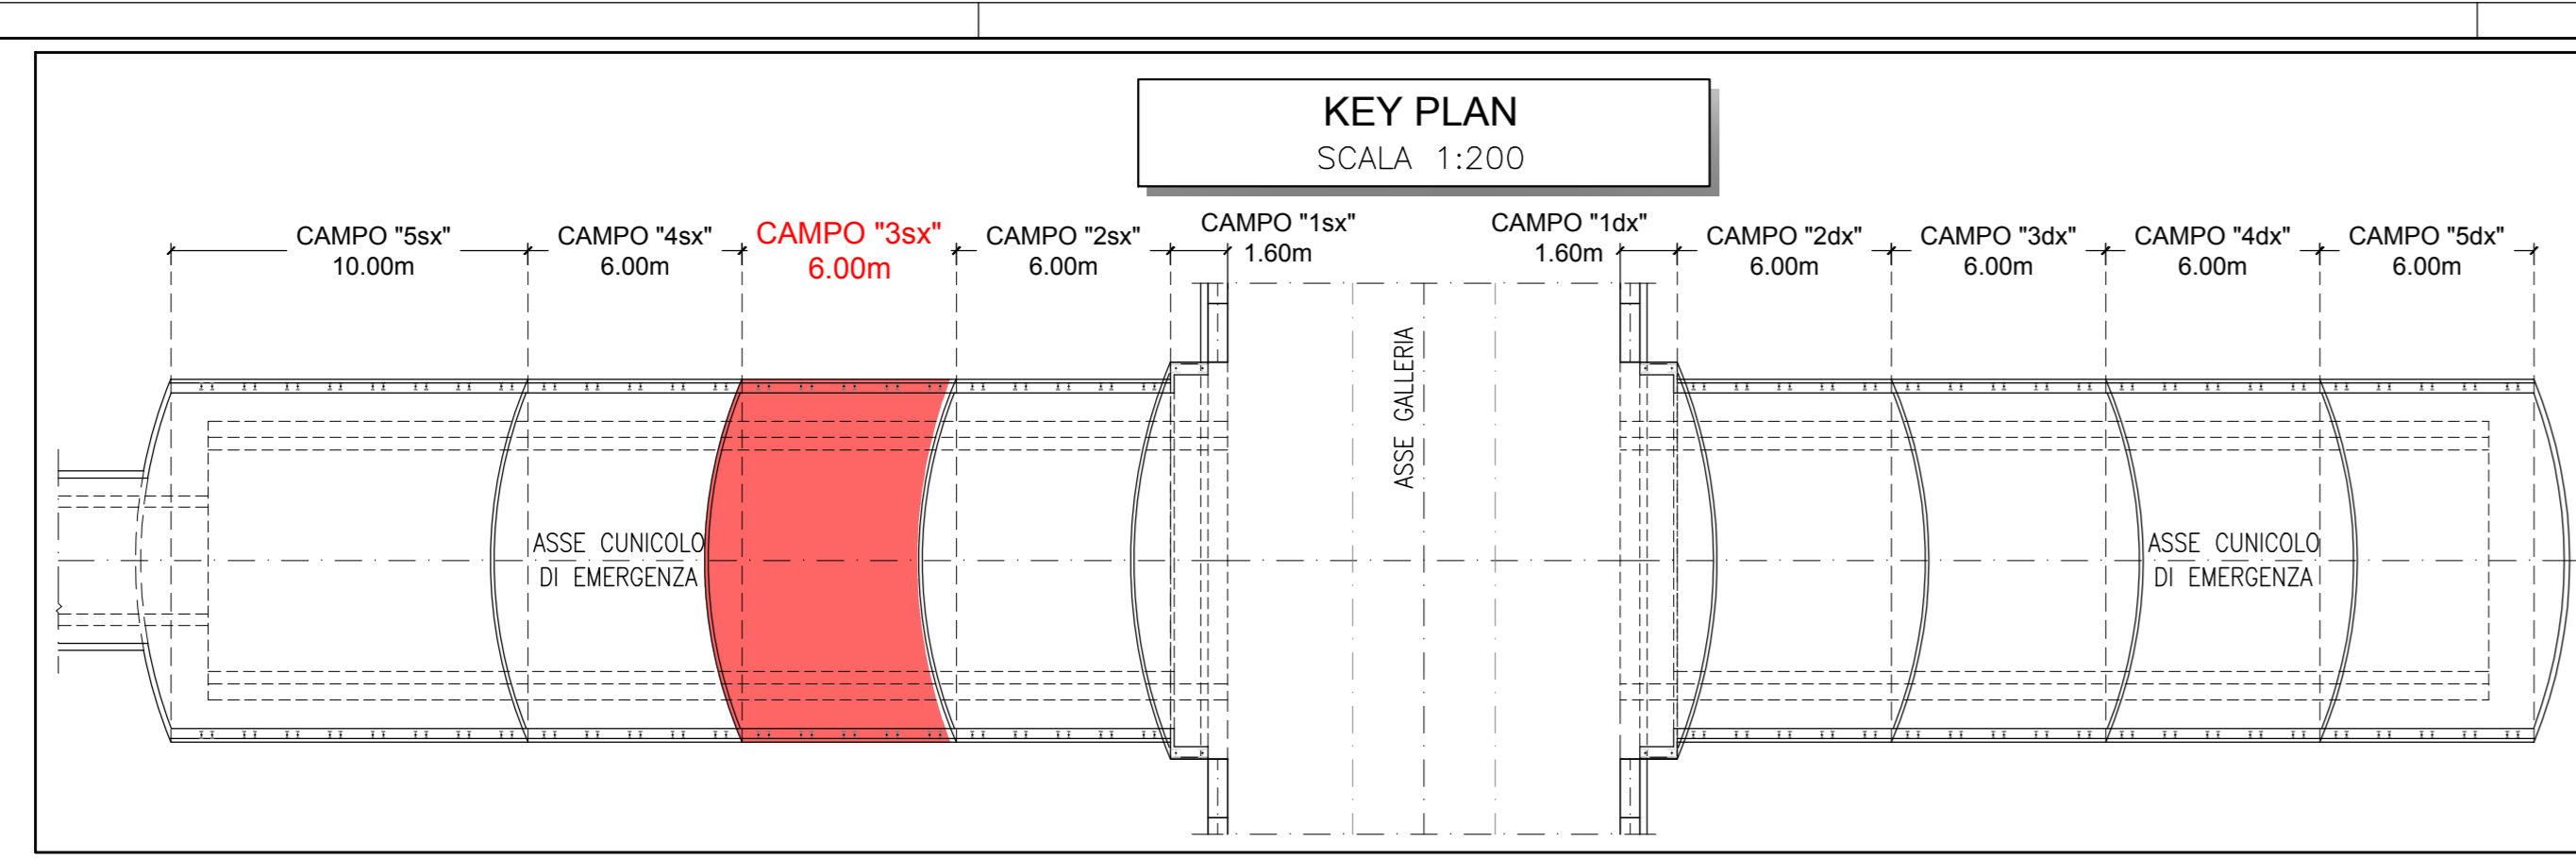 KEY PLAN
SCALA 1:200
CAMPO "5sx"
10.00m
CAMPO "4sx"
6.00m
CAMPO "3sx"
6.00m
CAMPO "2sx"
6.00m
CAMPO "1sx"
1.60m
CAMPO "1dx"
1.60m
CAMPO "2dx"
6.00m
CAMPO "3dx"
6.00m
CAMPO "4dx"
6.00m
CAMPO "5dx"
6.00m
ASSE GALLERIA
ASSE CUNICOLO
DI EMERGENZA
ASSE CUNICOLO
DI EMERGENZA